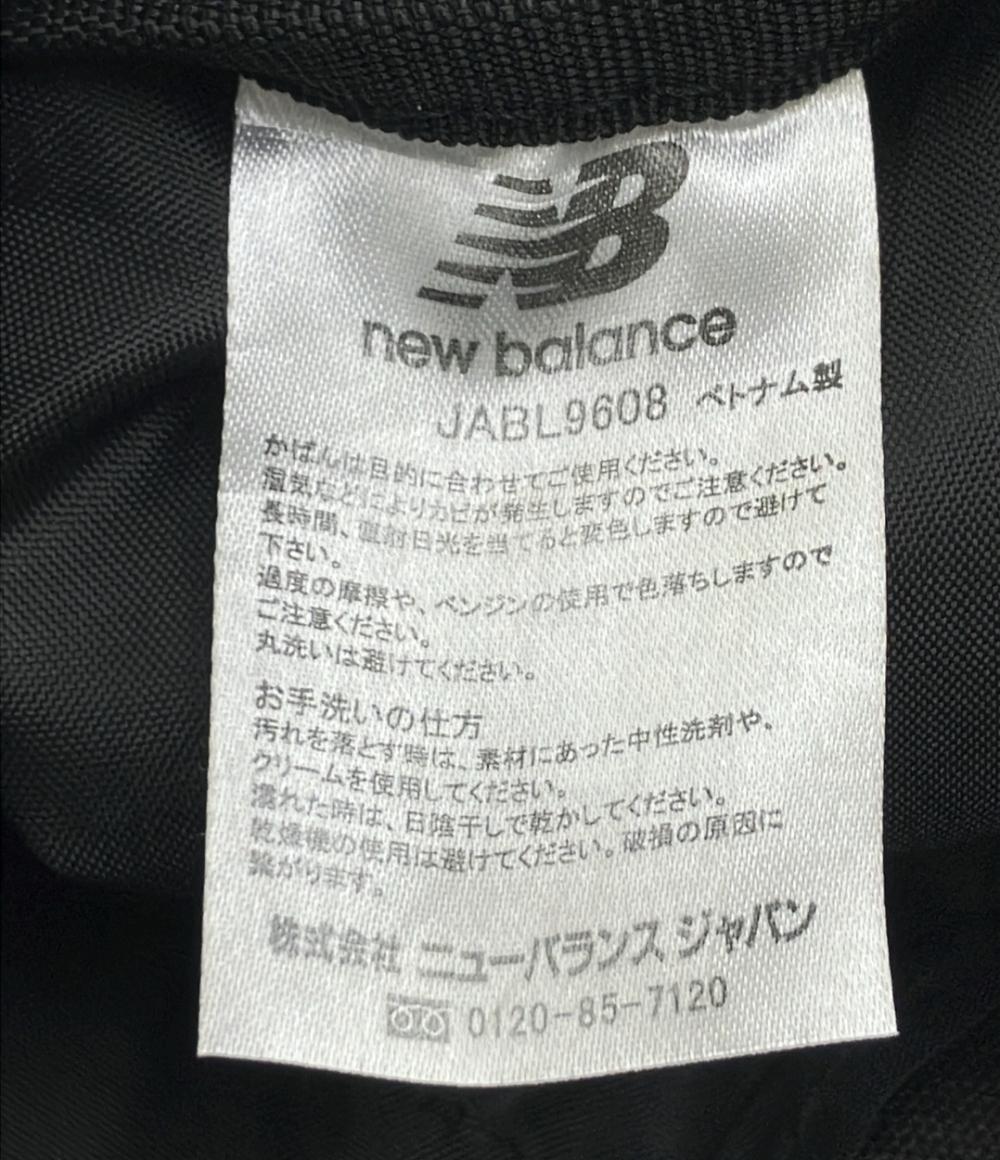 NB
new balance
JABL9608 ベトナム製
かばんは目的に合わせてご使用ください。
湿気などによりカビが発生しますのでご注意ください。
長時間、直射日光を当てると変色しますので避けて
下さい。
過度の摩擦や、ベンジンの使用で色落ちしますので
ご注意ください。
丸洗いは避けてください。
お手洗いの仕方
汚れを落とす時は、素材にあった中性洗剤や、
クリームを使用してください。
濡れた時は、日陰干しで乾かしてください。
乾燥機の使用は避けてください。破損の原因に
繋がります。
株式会社 ニューバランス ジャパン
0120-85-7120